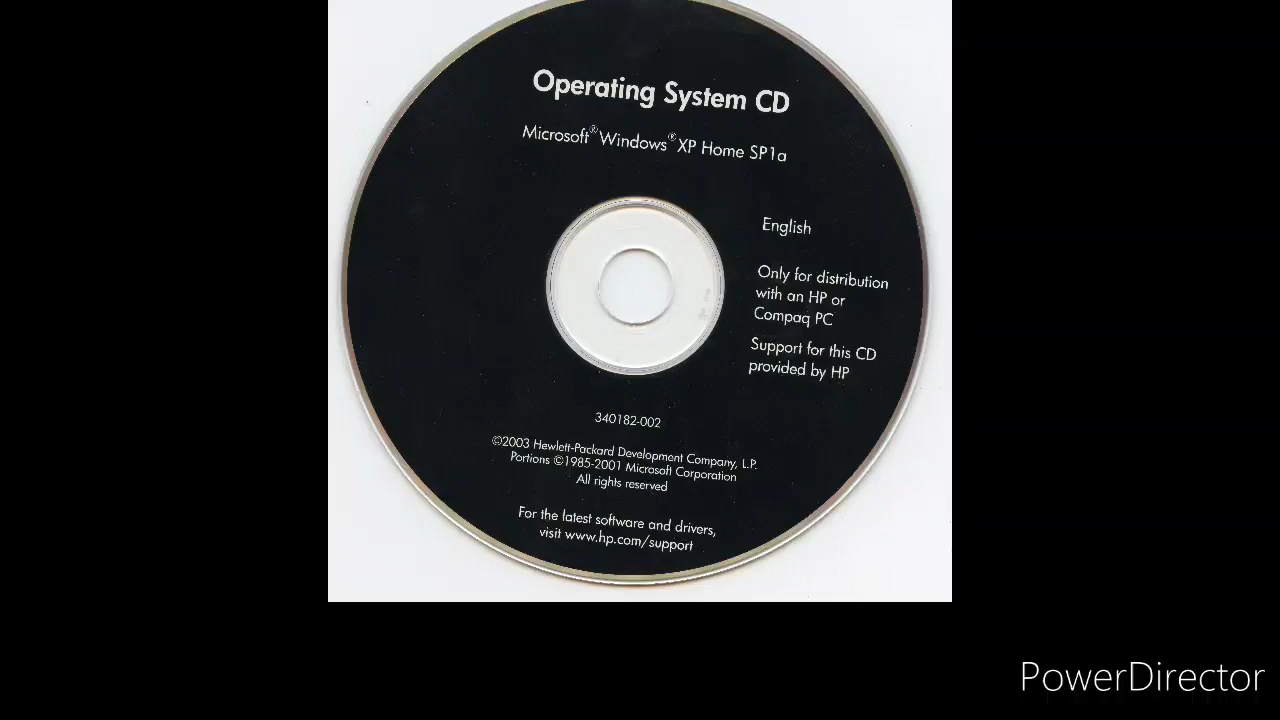 Operating System CD
Microsoft® Windows® XP Home SP1a
English
Only for distribution
with an HP or
Compaq PC
Support for this CD
provided by HP
340182-002
©2003 Hewlett-Packard Development Company, L.P.
Portions ©1985-2001 Microsoft Corporation
All rights reserved
For the latest software and drivers,
visit www.hp.com/support
PowerDirector